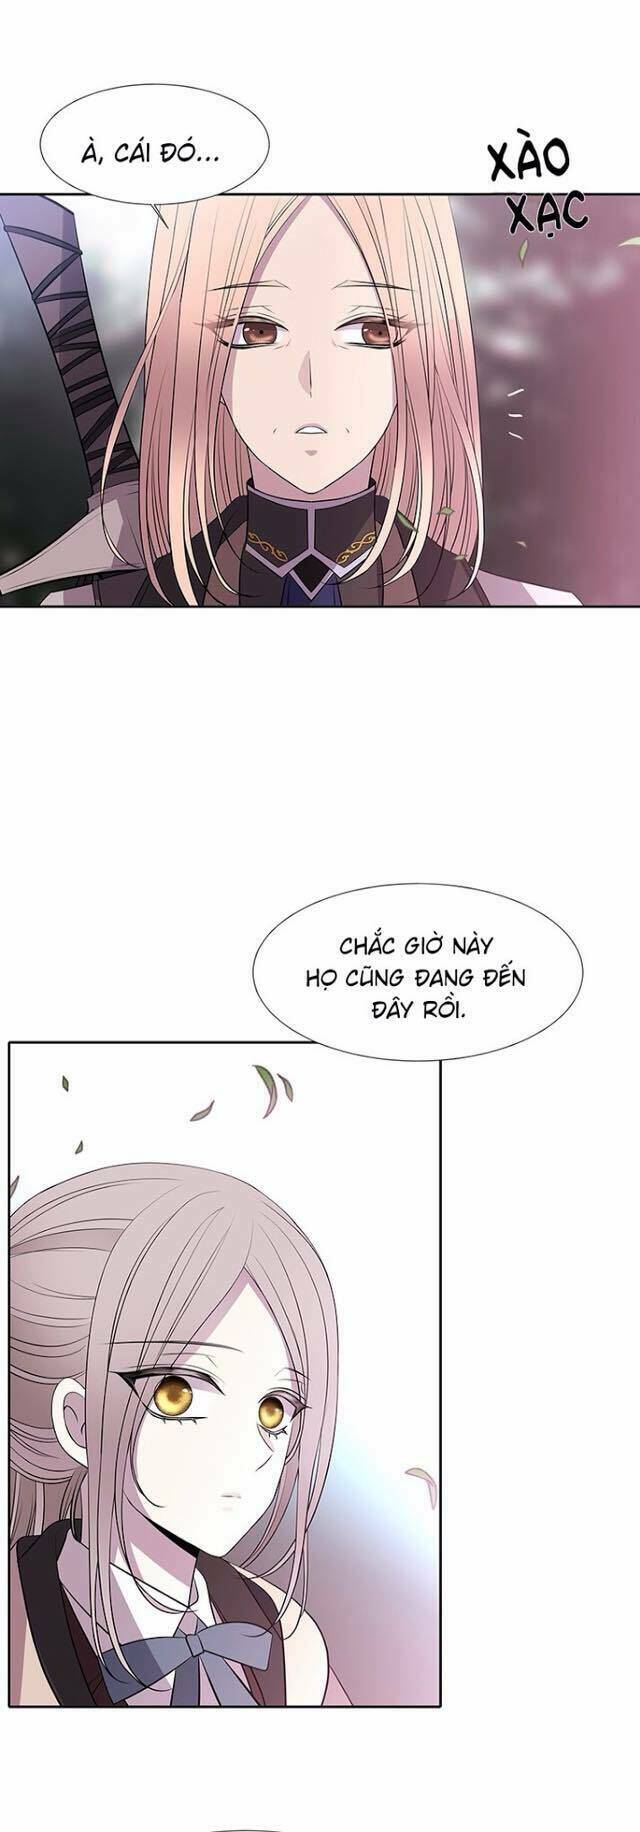 À, CÁI ĐÓ...
XÀO
XẠC
CHẮC GIỜ NÀY
HỌ CŨNG ĐANG ĐẾN
ĐÂY RỒI.